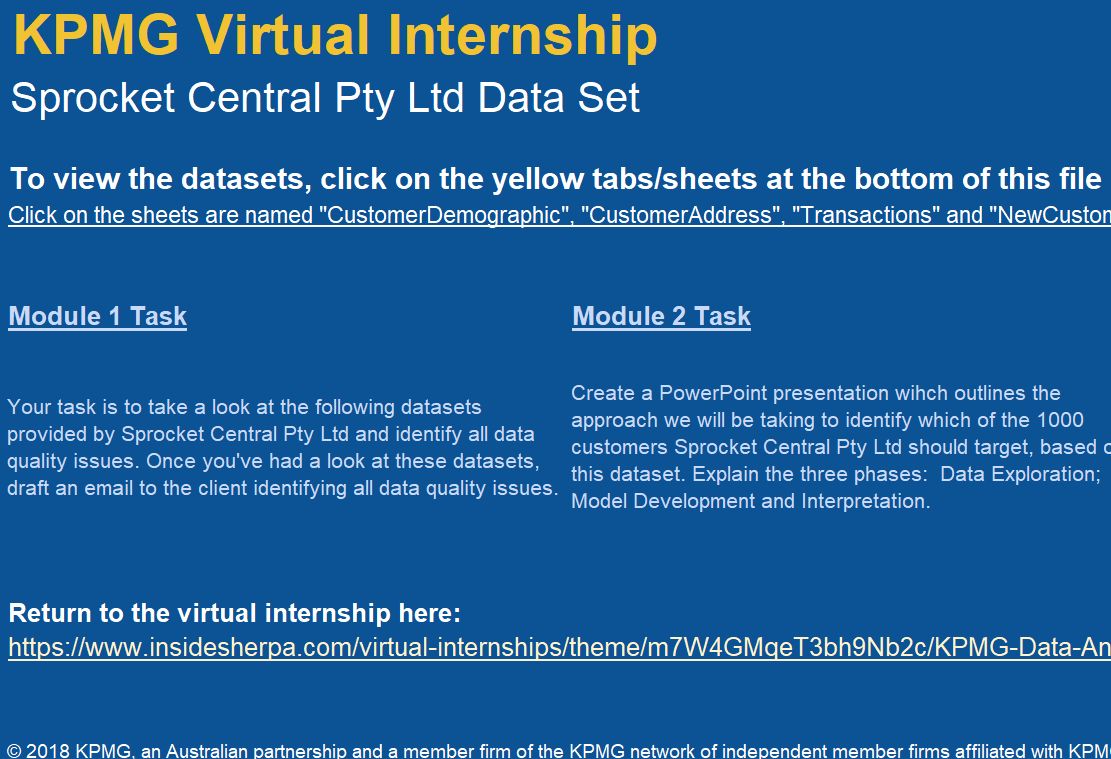 KPMG Virtual Internship
Sprocket Central Pty Ltd Data Set
To view the datasets, click on the yellow tabs/sheets at the bottom of this file
Click on the sheets are named "CustomerDemographic", "CustomerAddress", "Transactions" and "NewCuston
Module 1 Task
Your task is to take a look at the following datasets
provided by Sprocket Central Pty Ltd and identify all data
quality issues. Once you've had a look at these datasets,
draft an email to the client identifying all data quality issues.
Module 2 Task
Create a PowerPoint presentation wihch outlines the
approach we will be taking to identify which of the 1000
customers Sprocket Central Pty Ltd should target, based o
this dataset. Explain the three phases:  Data Exploration;
Model Development and Interpretation.
Return to the virtual internship here:
https://www.insidesherpa.com/virtual-internships/theme/m7W4GMqeT3bh9Nb2c/KPMG-Data-An
© 2018 KPMG, an Australian partnership and a member firm of the KPMG network of independent member firms affiliated with KPMG